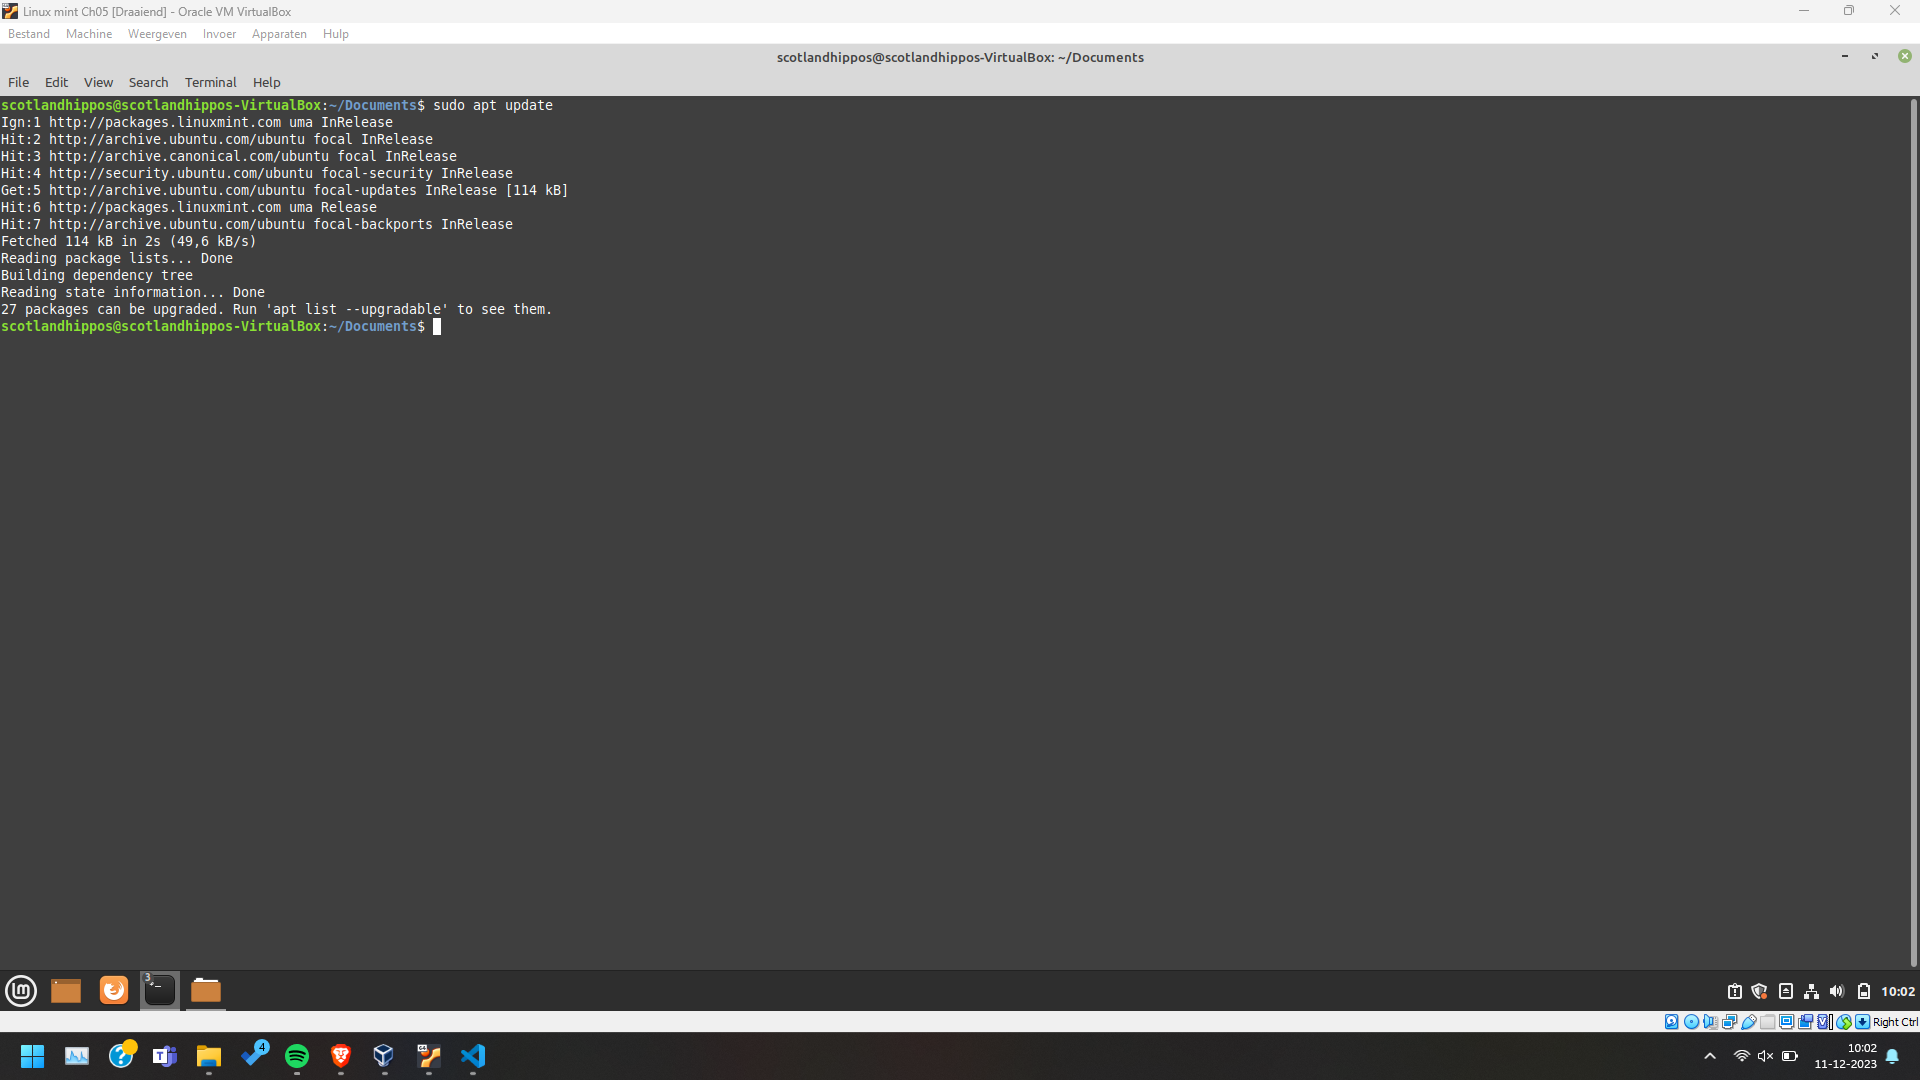 Linux mint Ch05 [Draaiend] - Oracle VM VirtualBox
Bestand Machine Weergeven Invoer Apparaten Hulp
scotlandhippos@scotlandhippos-VirtualBox: ~/Documents
File Edit View Search Terminal Help
scotlandhippos@scotlandhippos-VirtualBox:~/Documents$ sudo apt update
Ign:1 http://packages.linuxmint.com uma InRelease
Hit:2 http://archive.ubuntu.com/ubuntu focal InRelease
Hit:3 http://archive.canonical.com/ubuntu focal InRelease
Hit:4 http://security.ubuntu.com/ubuntu focal-security InRelease
Get:5 http://archive.ubuntu.com/ubuntu focal-updates InRelease [114 kB]
Hit:6 http://packages.linuxmint.com uma Release
Hit:7 http://archive.ubuntu.com/ubuntu focal-backports InRelease
Fetched 114 kB in 2s (49,6 kB/s)
Reading package lists... Done
Building dependency tree
Reading state information... Done
27 packages can be upgraded. Run 'apt list --upgradable' to see them.
scotlandhippos@scotlandhippos-VirtualBox:~/Documents$
3
10:02
Right Ctrl
4
10:02
11-12-2023